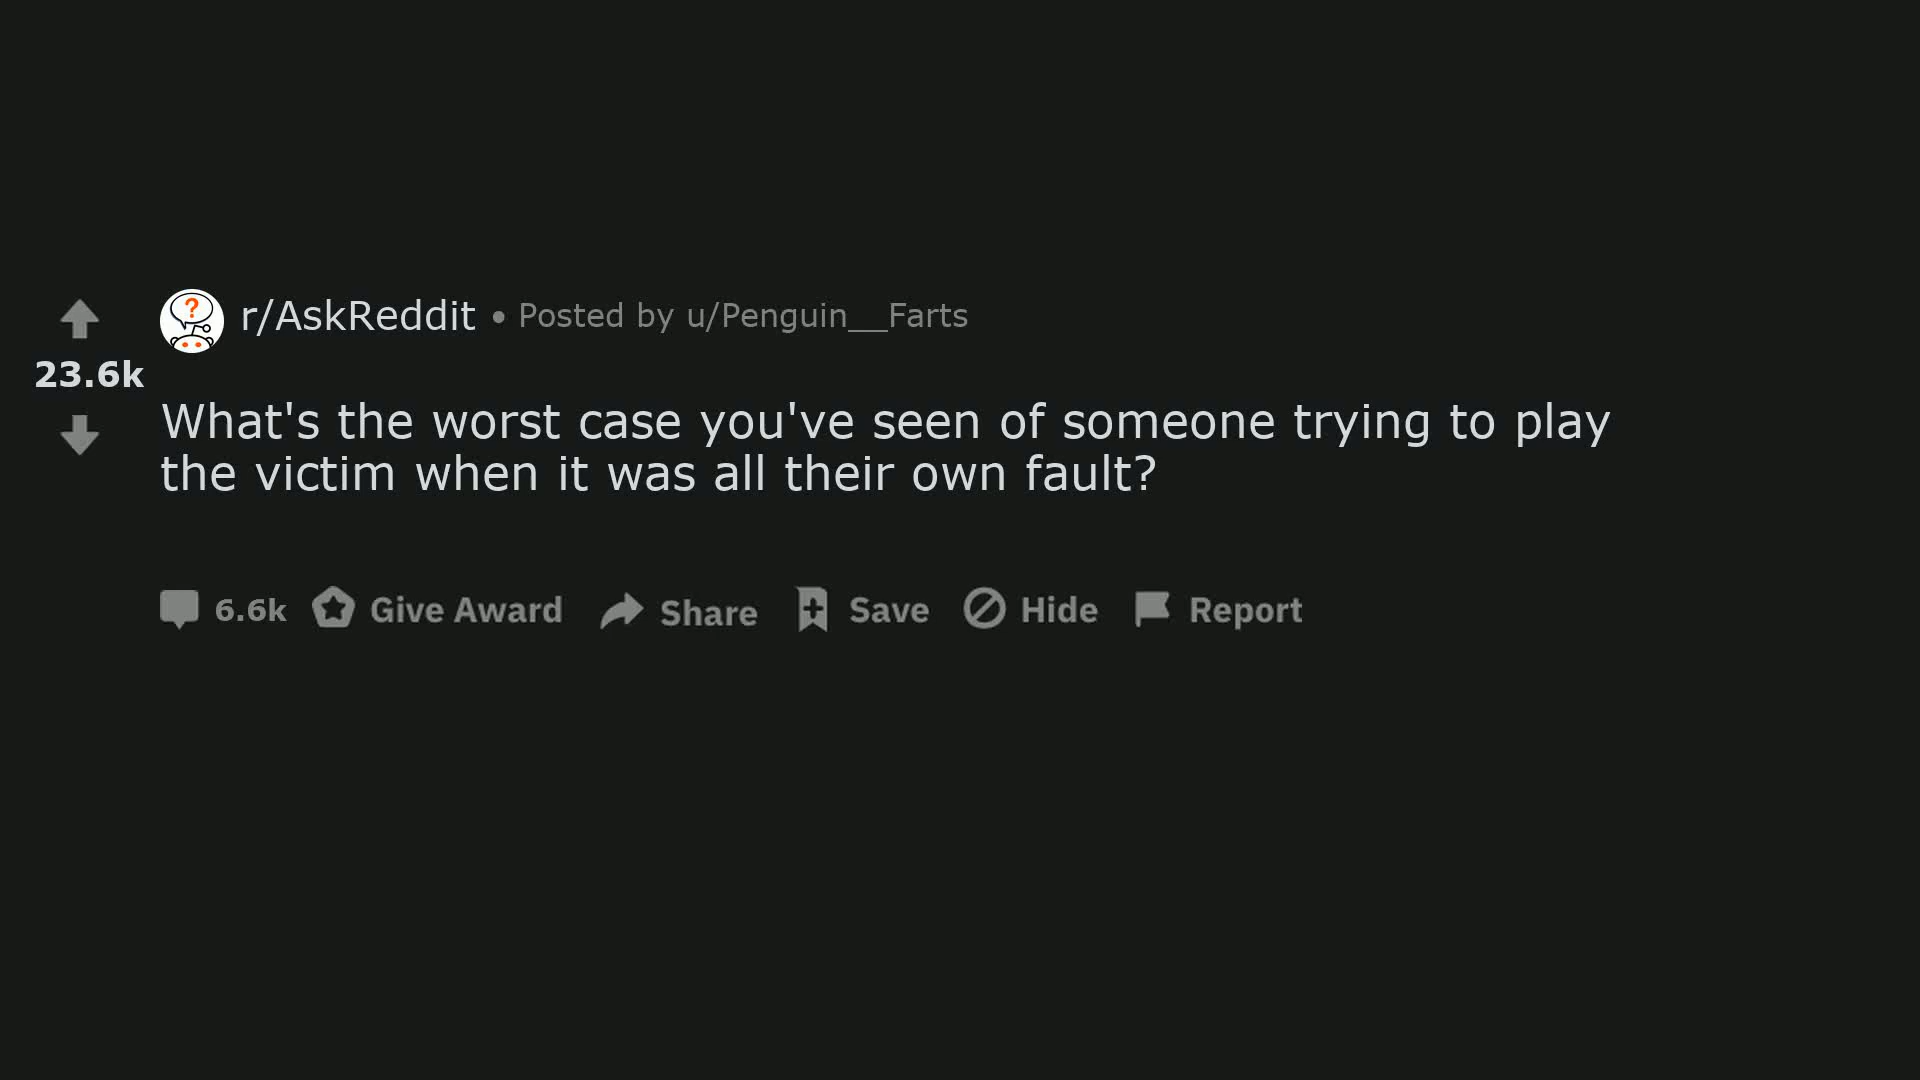 r/AskReddit • Posted by u/Penguin__Farts
23.6k
What's the worst case you've seen of someone trying to play
the victim when it was all their own fault?
6.6k Give Award Share Save Hide Report